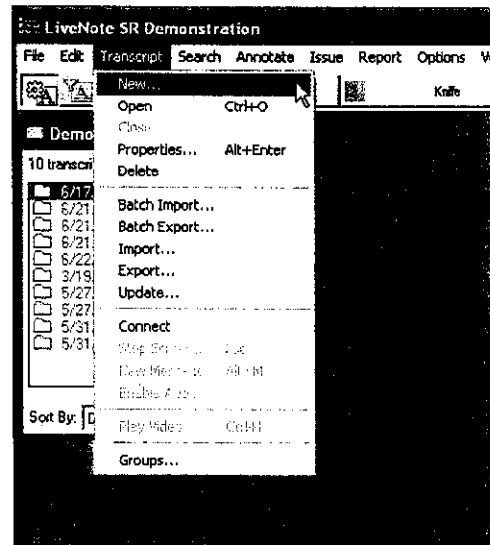 LiveNote SR Demonstration
File Edit Transcript Search Annotate Issue Report Options
New...
Knife
Open Ctrl+O
Close
Demo
Properties... Alt+Enter
10 transcri
Delete
6/17
6/21
Batch Import...
6/21
Batch Export...
6/21
6/22
Import...
3/19
Export...
5/27
Update...
5/27
5/31
Connect
5/31
Sort By: D
Play Video
Groups...